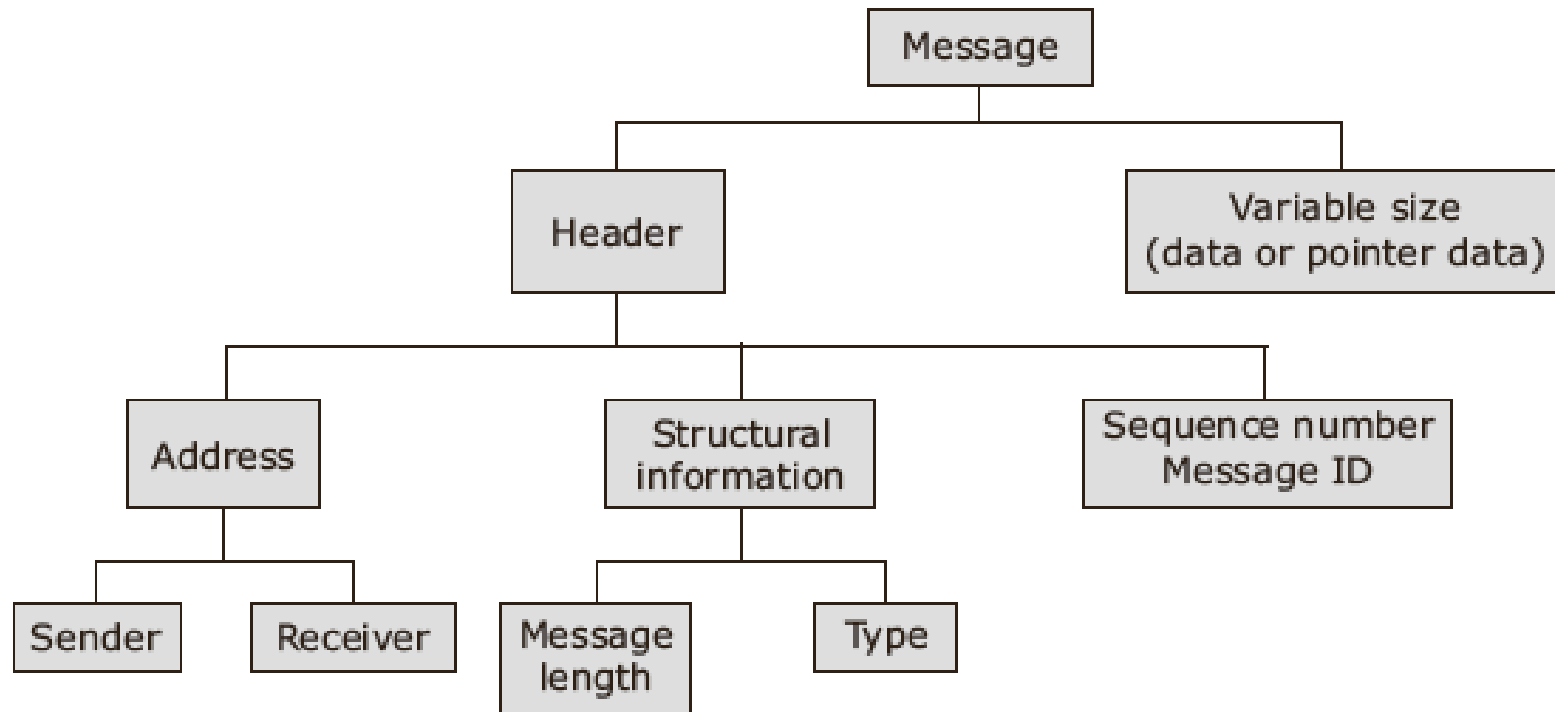 Message
Header
Variable size
(data or pointer data)
Address
Structural
information
Sequence number
Message ID
Sender
Receiver
Message
length
Type